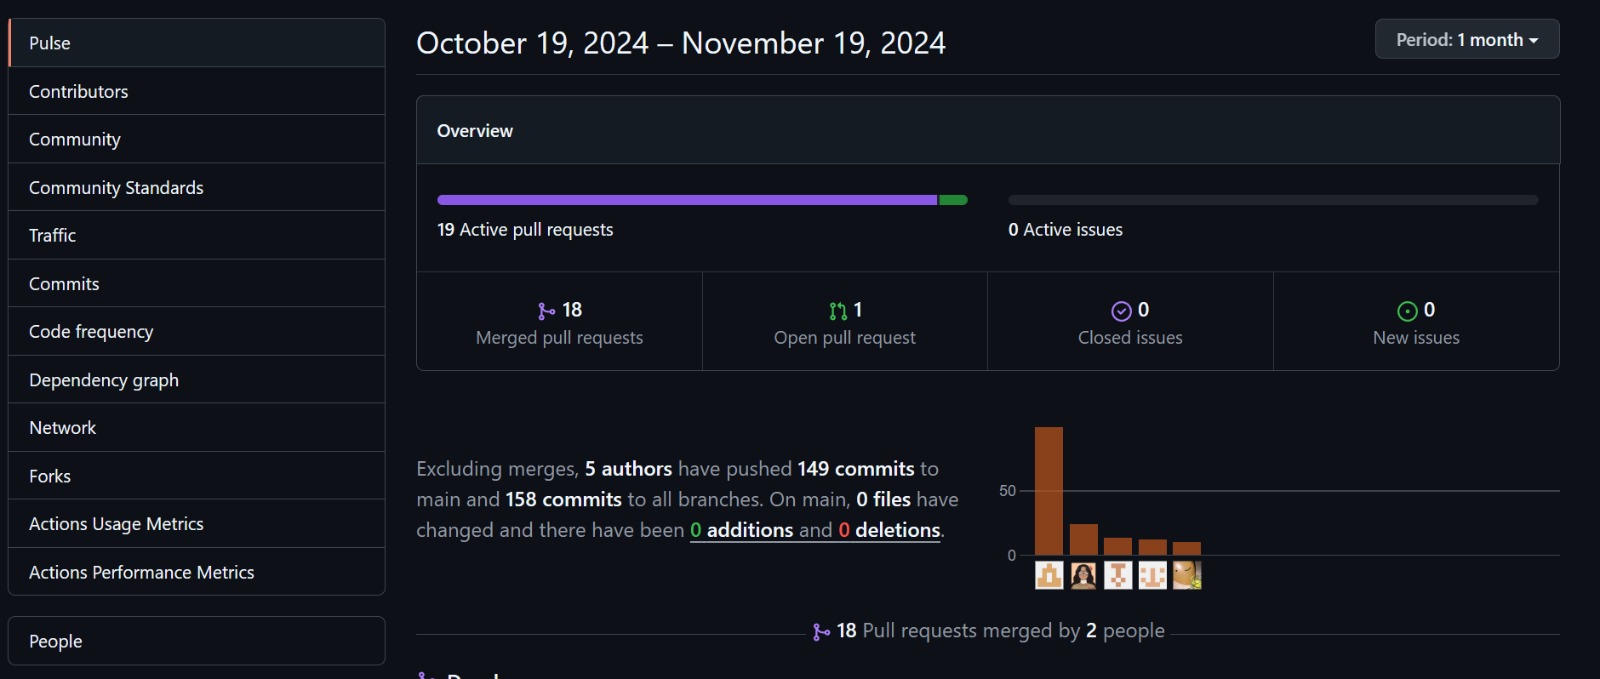 Pulse
Contributors
Community
Community Standards
Traffic
Commits
Code frequency
Dependency graph
Network
Forks
Actions Usage Metrics
Actions Performance Metrics
People
October 19, 2024 – November 19, 2024
Period: 1 month
Overview
19 Active pull requests
0 Active issues
18
Merged pull requests
1
Open pull request
0
Closed issues
0
New issues
Excluding merges, 5 authors have pushed 149 commits to
main and 158 commits to all branches. On main, 0 files have
changed and there have been 0 additions and 0 deletions.
50
0
18 Pull requests merged by 2 people